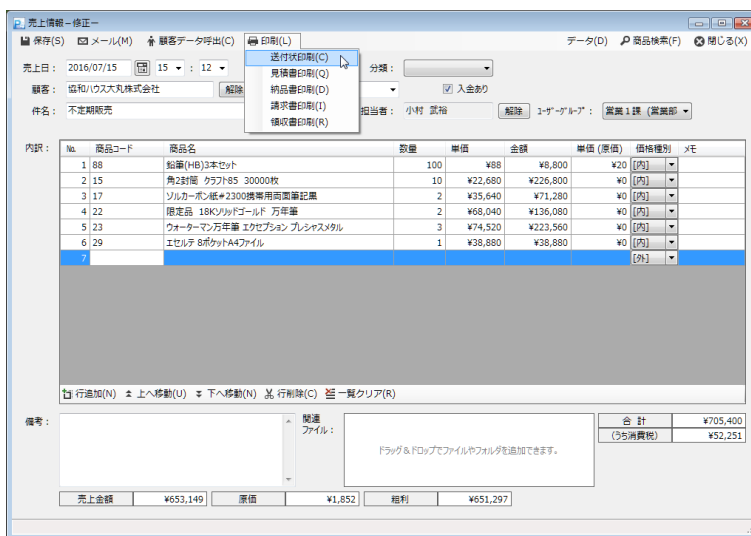 売上情報－修正－
保存(S) メール(M) 顧客データ呼出(C) 印刷(L) データ(D) 商品検索(F) 閉じる(X)
送付状印刷(C)
見積書印刷(Q)
納品書印刷(D)
請求書印刷(I)
領収書印刷(R)
売上日： 2016/07/15 15 : 12 分類：
顧客： 協和ハウス大丸株式会社 解除 入金あり
件名： 不定期販売 担当者： 小村 武裕 解除 ユーザーグループ： 営業１課 (営業部
内訳：
No. 商品コード 商品名 数量 単価 金額 単価 (原価) 価格種別 メモ
1 88 鉛筆(HB)3本セット 100 ¥88 ¥8,800 ¥20 [内]
2 15 角2封筒 クラフト85 30000枚 10 ¥22,680 ¥226,800 ¥0 [内]
3 17 ソルカーボン紙#2300携帯用両面筆記黒 2 ¥35,640 ¥71,280 ¥0 [内]
4 22 限定品 18Kソリッドゴールド 万年筆 2 ¥68,040 ¥136,080 ¥0 [内]
5 23 ウォーターマン万年筆 エクセプション プレシャスメタル 3 ¥74,520 ¥223,560 ¥0 [内]
6 29 エセルテ 8ポケットA4ファイル 1 ¥38,880 ¥38,880 ¥0 [内]
7 [外]
行追加(N) 上へ移動(U) 下へ移動(N) 行削除(C) 一覧クリア(R)
備考：
関連
ファイル：
ドラッグ＆ドロップでファイルやフォルダを追加できます。
合 計 ¥705,400
(うち消費税) ¥52,251
売上金額 ¥653,149 原価 ¥1,852 粗利 ¥651,297